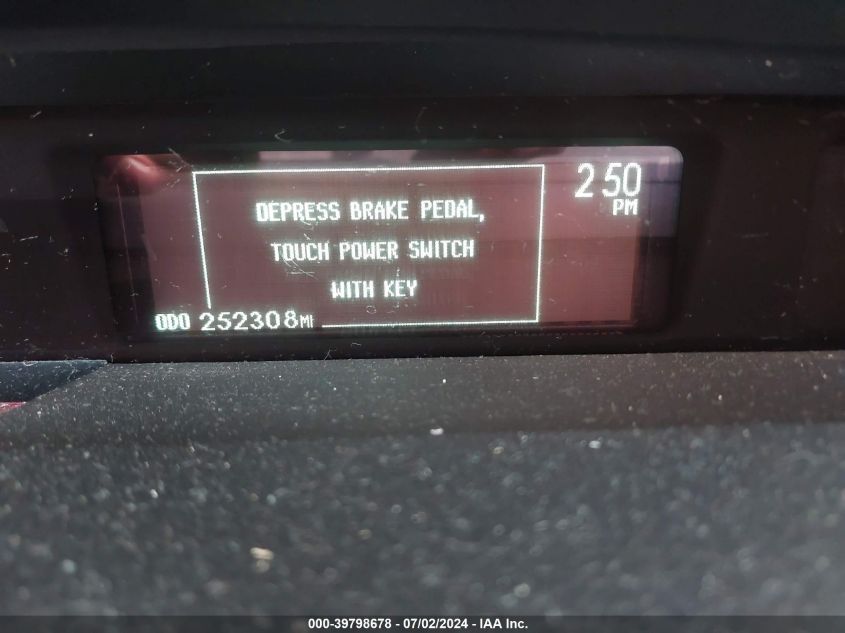 2 50
PM
DEPRESS BRAKE PEDAL,
TOUCH POWER SWITCH
WITH KEY
ODO 252308MI
000-39798678 / 07/02/2024 - IAA Inc.